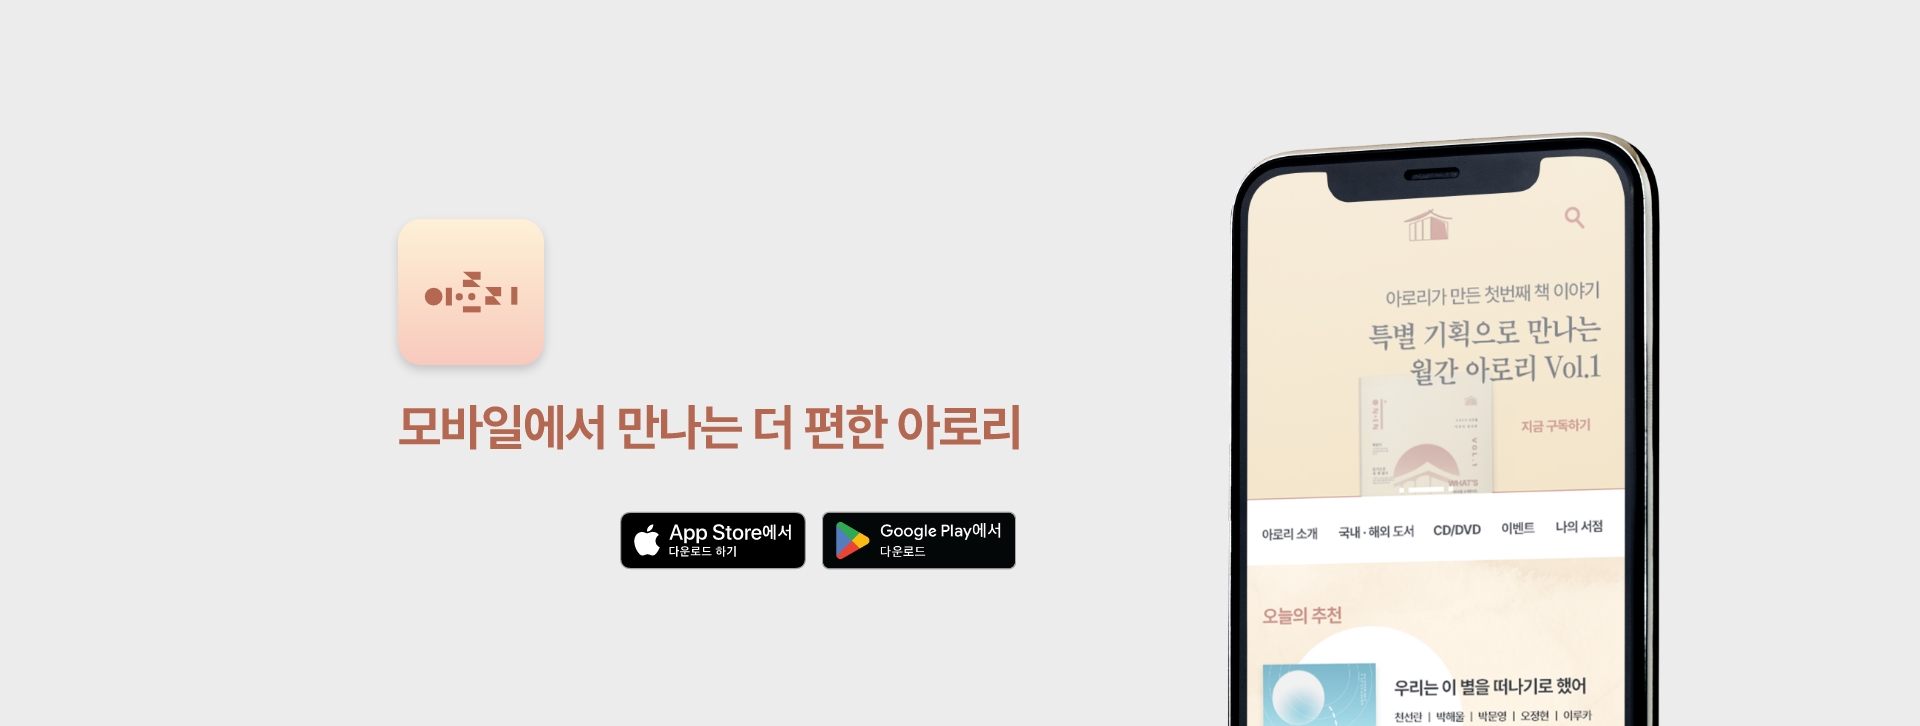 아로리
모바일에서 만나는 더 편한 아로리
App Store에서
다운로드 하기
Google Play에서
다운로드
아로리가 만든 첫번째 책 이야기
특별 기획으로 만나는
월간 아로리 Vol.1
지금 구독하기
VOL.1
WHAT'S
아로리 소개 국내·해외 도서 CD/DVD 이벤트 나의 서점
오늘의 추천
우리는 이 별을 떠나기로 했어
천선란 | 박해울 | 박문영 | 오정현 | 이루카